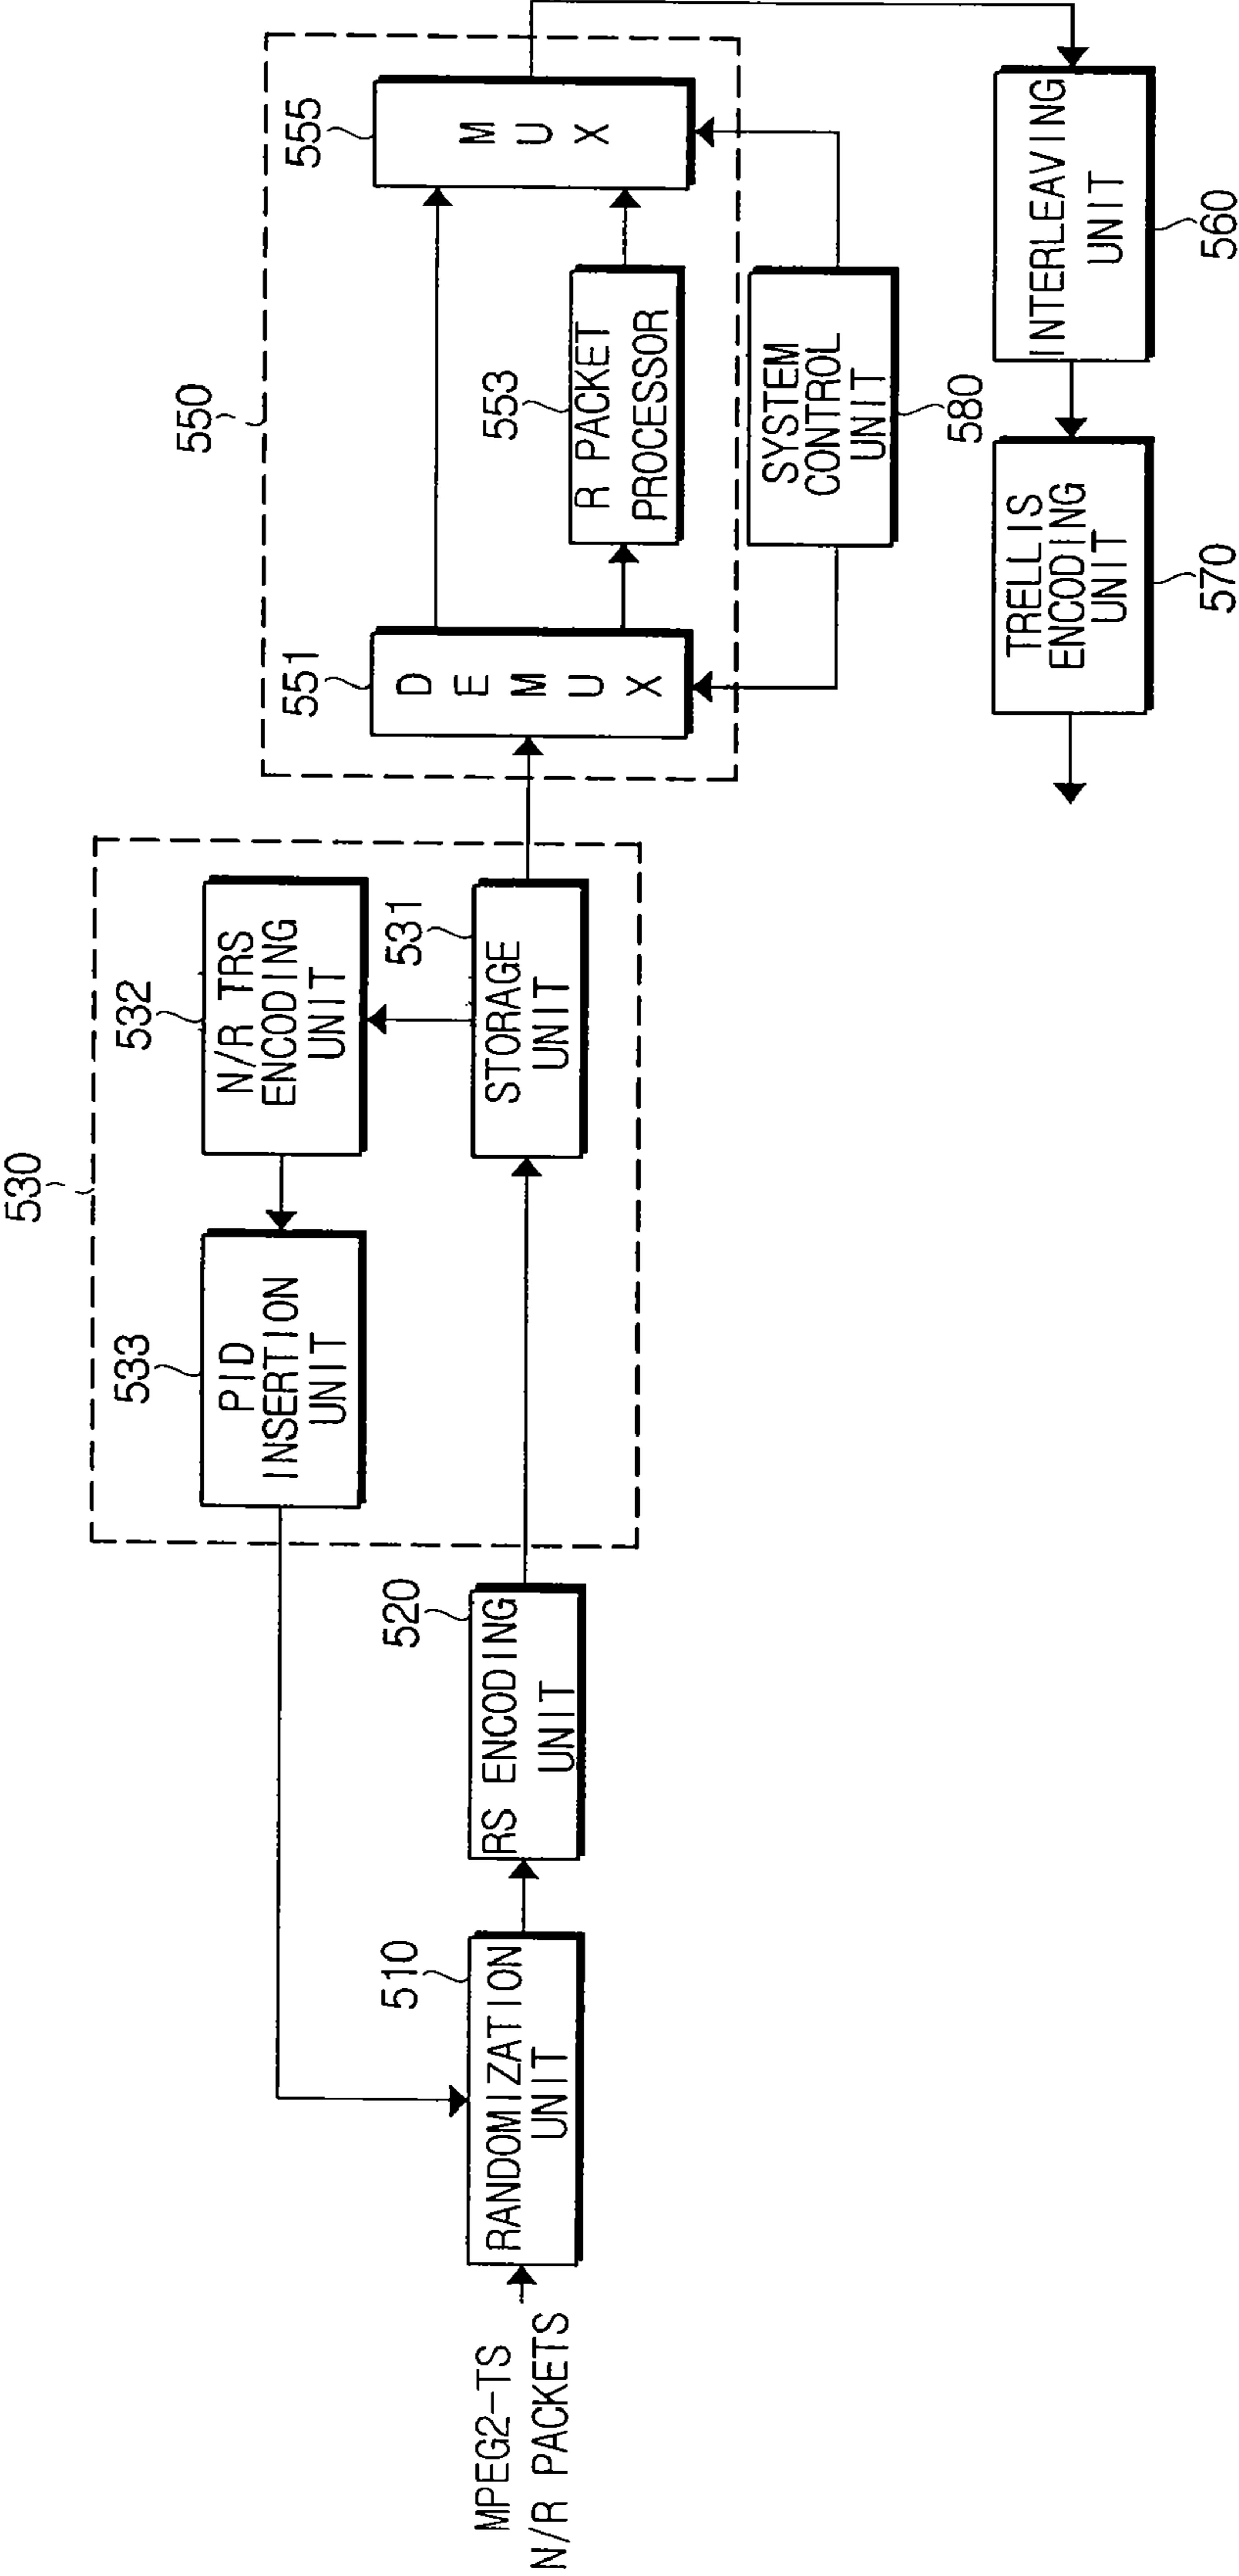 530
533
PID
INSERTION
UNIT
532
N/R TRS
ENCODING
UNIT
550
551
D
E
M
U
X
555
M
U
X
553
R PACKET
PROCESSOR
MPEG2-TS
N/R PACKETS
510
RANDOMIZATION
UNIT
520
RS ENCODING
UNIT
531
STORAGE
UNIT
SYSTEM
CONTROL
UNIT
580
TRELLIS
ENCODING
UNIT
570
INTERLEAVING
UNIT
560